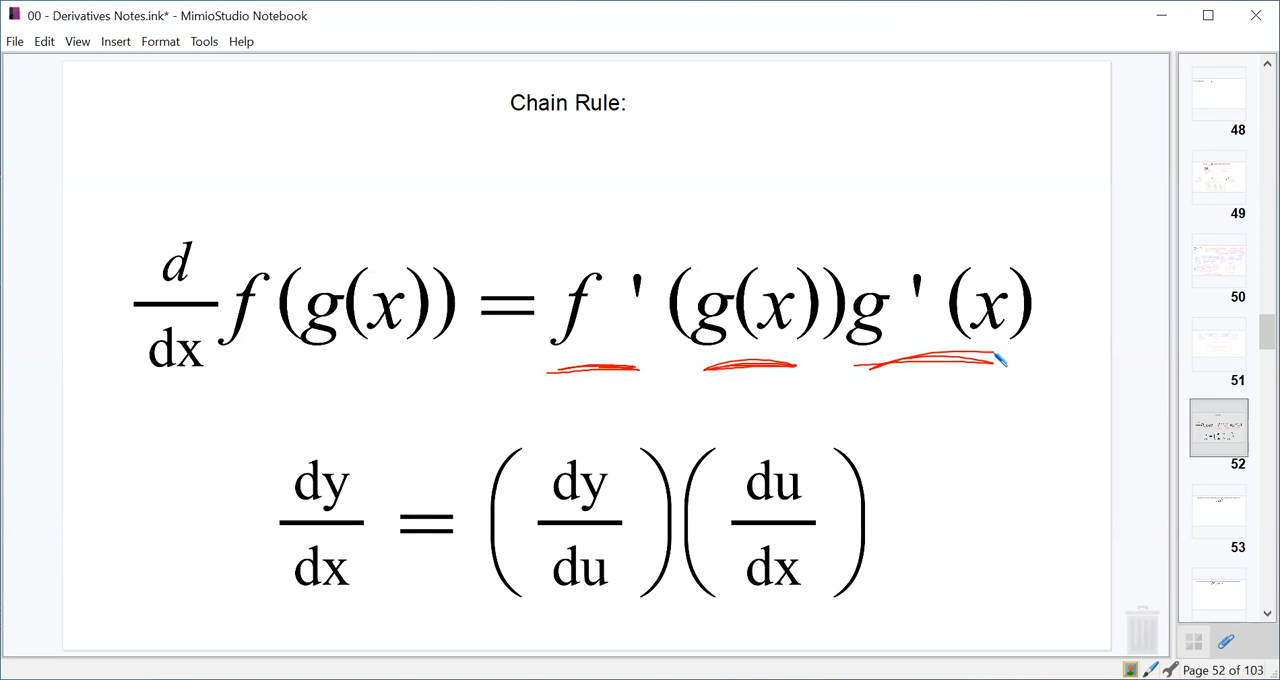 00 - Derivatives Notes.ink* - MimioStudio Notebook
File Edit View Insert Format Tools Help
Chain Rule:
d/dx f(g(x)) = f '(g(x))g '(x)
dy/dx = (dy/du)(du/dx)
48
49
50
51
52
53
Page 52 of 103